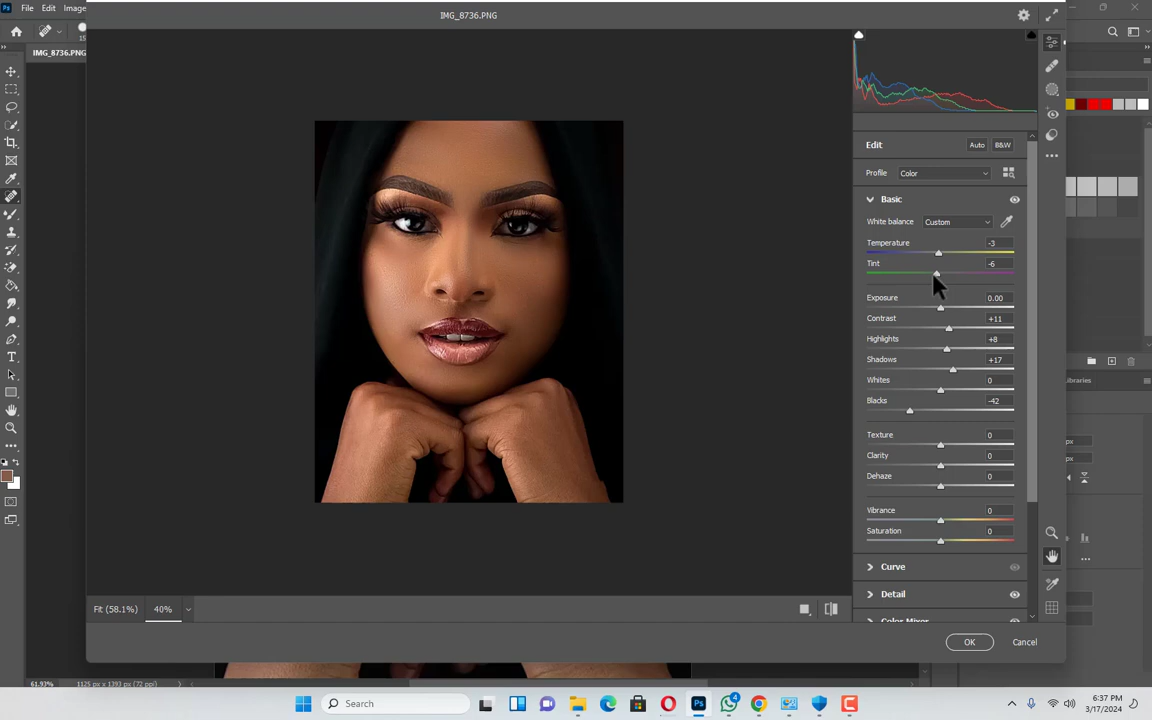 File Edit Image
IMG_8736.PNG
IMG_8736.PNG
Edit Auto B&W
Profile Color
Basic
White balance Custom
Temperature -3
Tint -6
Exposure 0.00
Contrast +11
Highlights +8
Shadows +17
Whites 0
Blacks -42
Texture 0
Clarity 0
Dehaze 0
Vibrance 0
Saturation 0
Curve
Detail
Color Mixer
Fit (58.1%) 40%
OK Cancel
61.93% 1125 px x 1393 px (72 ppi)
Search
4
6:37 PM
3/17/2024